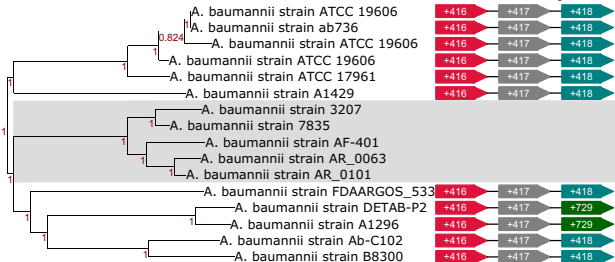 A. baumannii strain ATCC 19606 +416 +417 +418
A. baumannii strain ab736 +416 +417 +418
0.824
1
A. baumannii strain ATCC 19606 +416 +417 +418
A. baumannii strain ATCC 19606 +416 +417 +418
1
1
A. baumannii strain ATCC 17961 +416 +417 +418
1
A. baumannii strain A1429 +416 +417 +418
A. baumannii strain 3207
1
A. baumannii strain 7835
1
1
A. baumannii strain AF-401
A. baumannii strain AR_0063
1
A. baumannii strain AR_0101
1
1
A. baumannii strain FDAARGOS_533 +416 +417 +418
A. baumannii strain DETAB-P2 +416 +417 +729
1
1
A. baumannii strain A1296 +416 +417 +729
1
A. baumannii strain Ab-C102 +416 +417 +418
1
A. baumannii strain B8300 +416 +417 +418